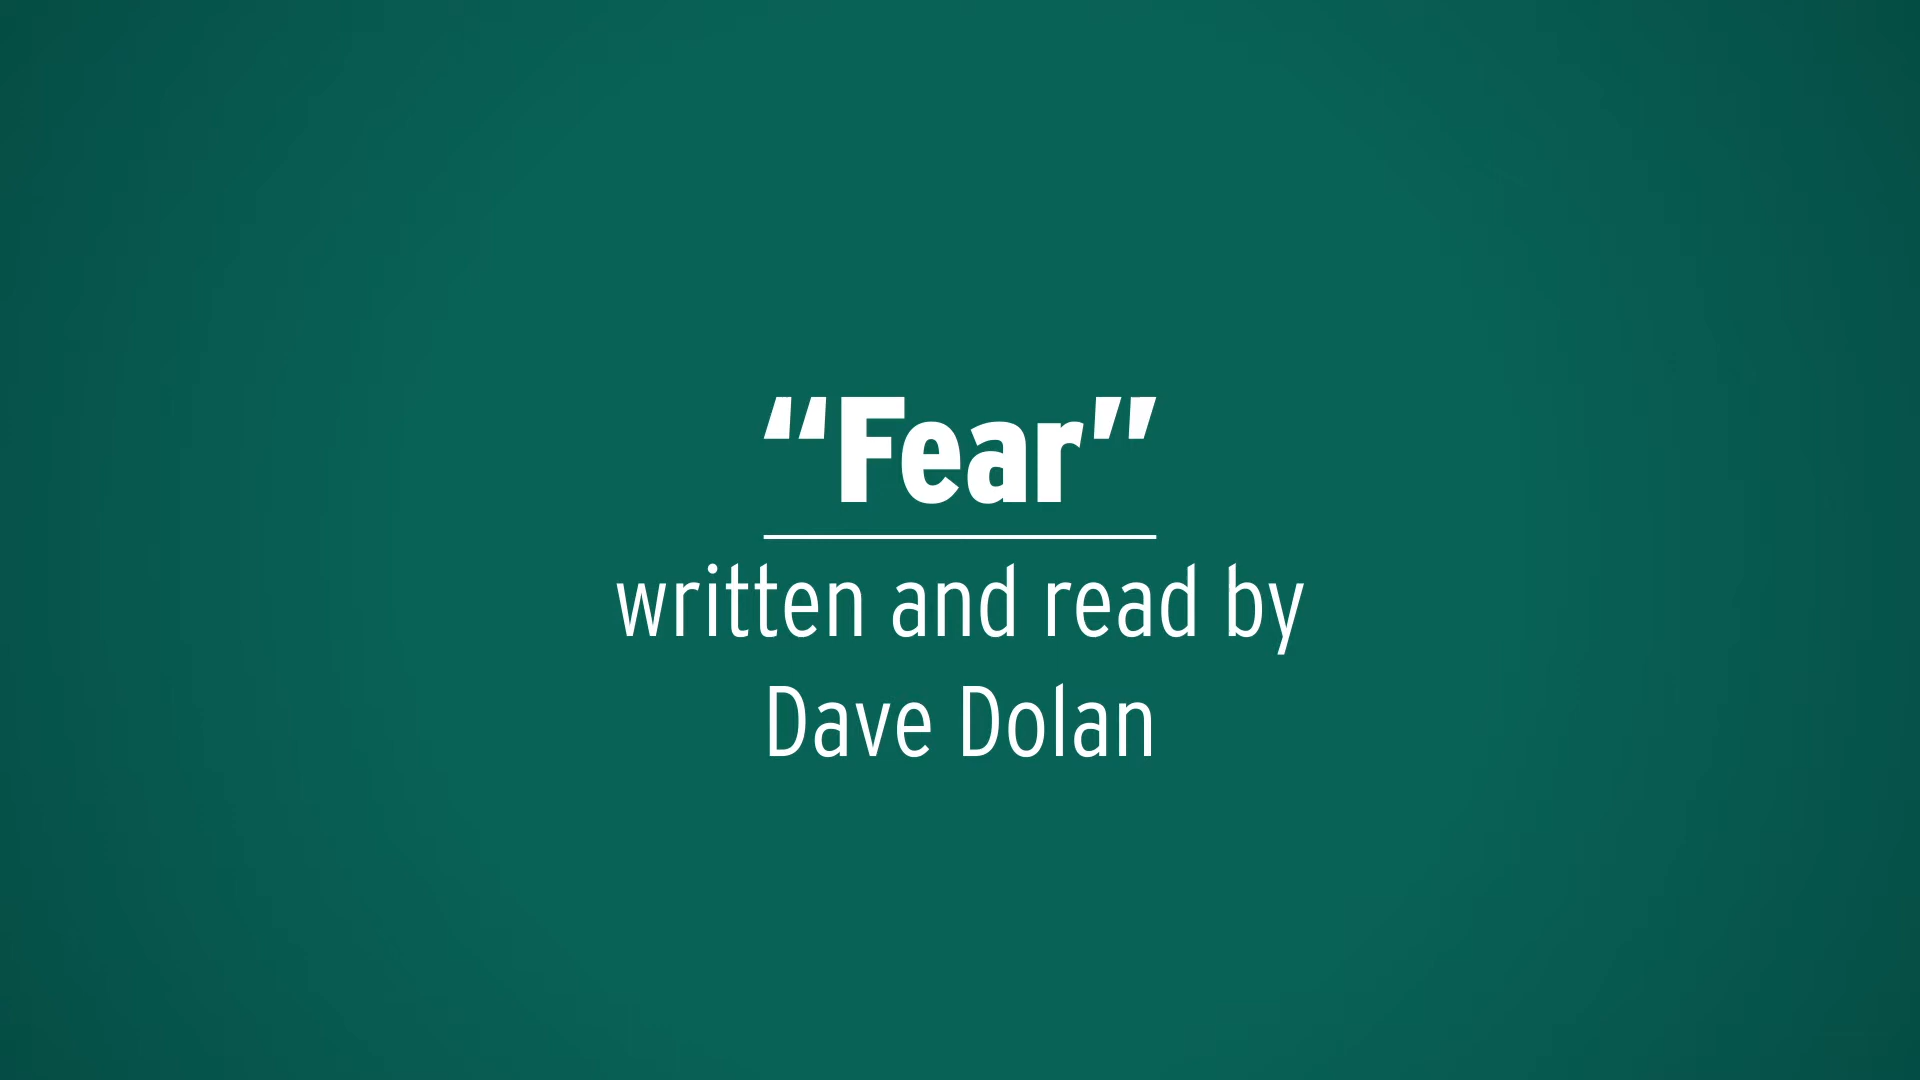 “Fear”
written and read by
Dave Dolan